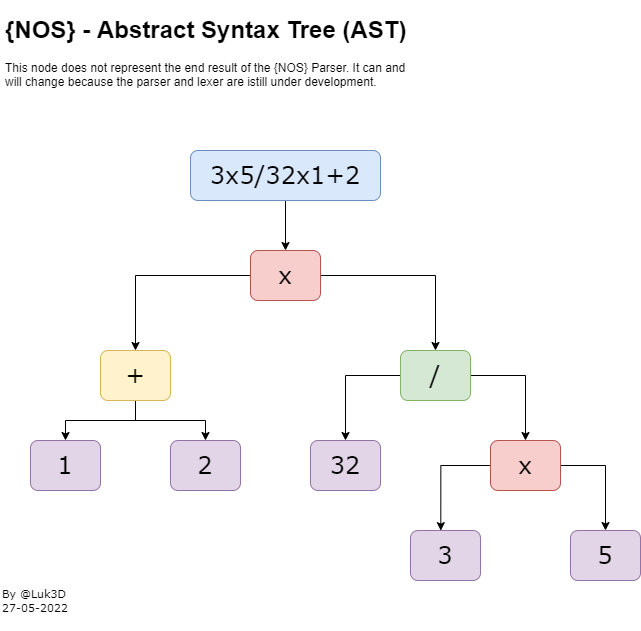 {NOS} - Abstract Syntax Tree (AST)
This node does not represent the end result of the {NOS} Parser. It can and
will change because the parser and lexer are istill under development.
3x5/32x1+2
x
+
/
1
2
32
x
3
5
By @Luk3D
27-05-2022